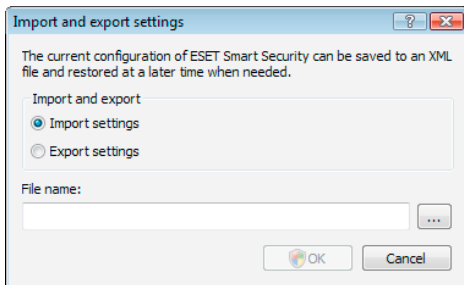 Import and export settings
The current configuration of ESET Smart Security can be saved to an XML
file and restored at a later time when needed.
Import and export
Import settings
Export settings
File name:
...
OK
Cancel